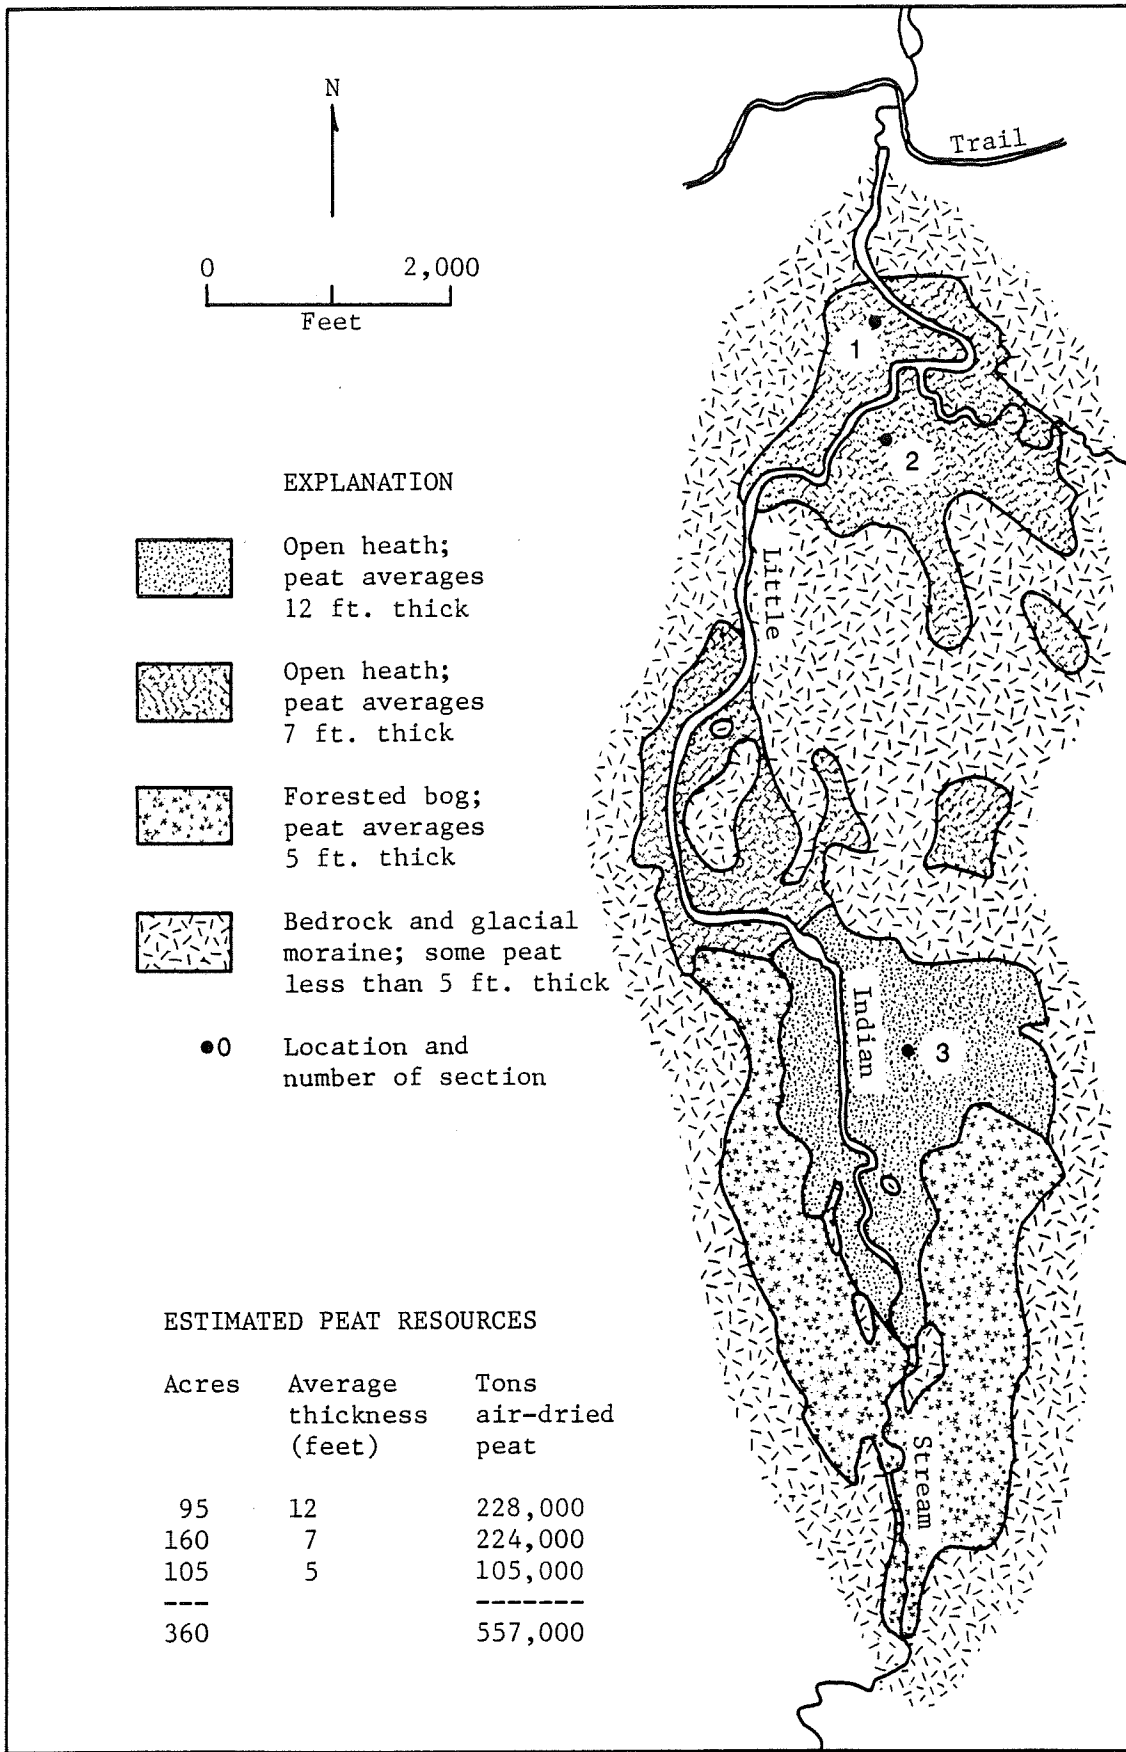 N
0 2,000
Feet
EXPLANATION
Open heath;
peat averages
12 ft. thick
Open heath;
peat averages
7 ft. thick
Forested bog;
peat averages
5 ft. thick
Bedrock and glacial
moraine; some peat
less than 5 ft. thick
0 Location and
number of section
ESTIMATED PEAT RESOURCES
Acres Average Tons
thickness air-dried
(feet) peat
95 12 228,000
160 7 224,000
105 5 105,000
--- -------
360 557,000
Trail
1
2
Little
Indian
3
Stream